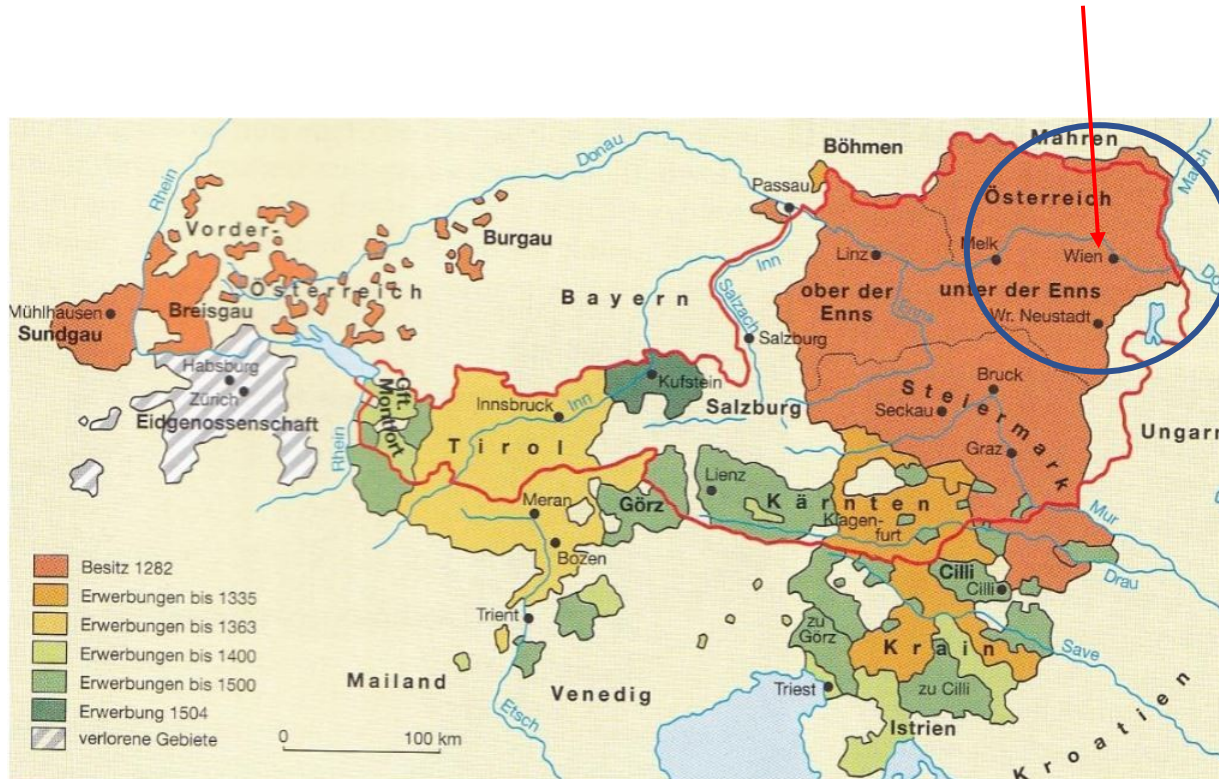 Mähren
Böhmen
Donau
March
Passau
Rhein
Österreich
Vorder-
Burgau
Melk
Wien
Linz
Inn
Österreich
Bayern
ober der
Enns
unter der Enns
Mühlhausen
Sundgau
Breisgau
Salzach
Enns
Wr. Neustadt
Salzburg
Habsburg
Zürich
Kufstein
Bruck
Gft.
Montfort
Innsbruck
Inn
Salzburg
Seckau
Steiermark
Eidgenossenschaft
Ungarn
Rhein
Tirol
Graz
Lienz
Meran
Görz
Kärnten
Klagen-
furt
Mur
Bozen
Drau
Cilli
Cilli
Trient
zu
Görz
Krain
Save
Mailand
Venedig
Triest
zu Cilli
Etsch
Istrien
Kroatien
Besitz 1282
Erwerbungen bis 1335
Erwerbungen bis 1363
Erwerbungen bis 1400
Erwerbungen bis 1500
Erwerbung 1504
verlorene Gebiete
0 100 km